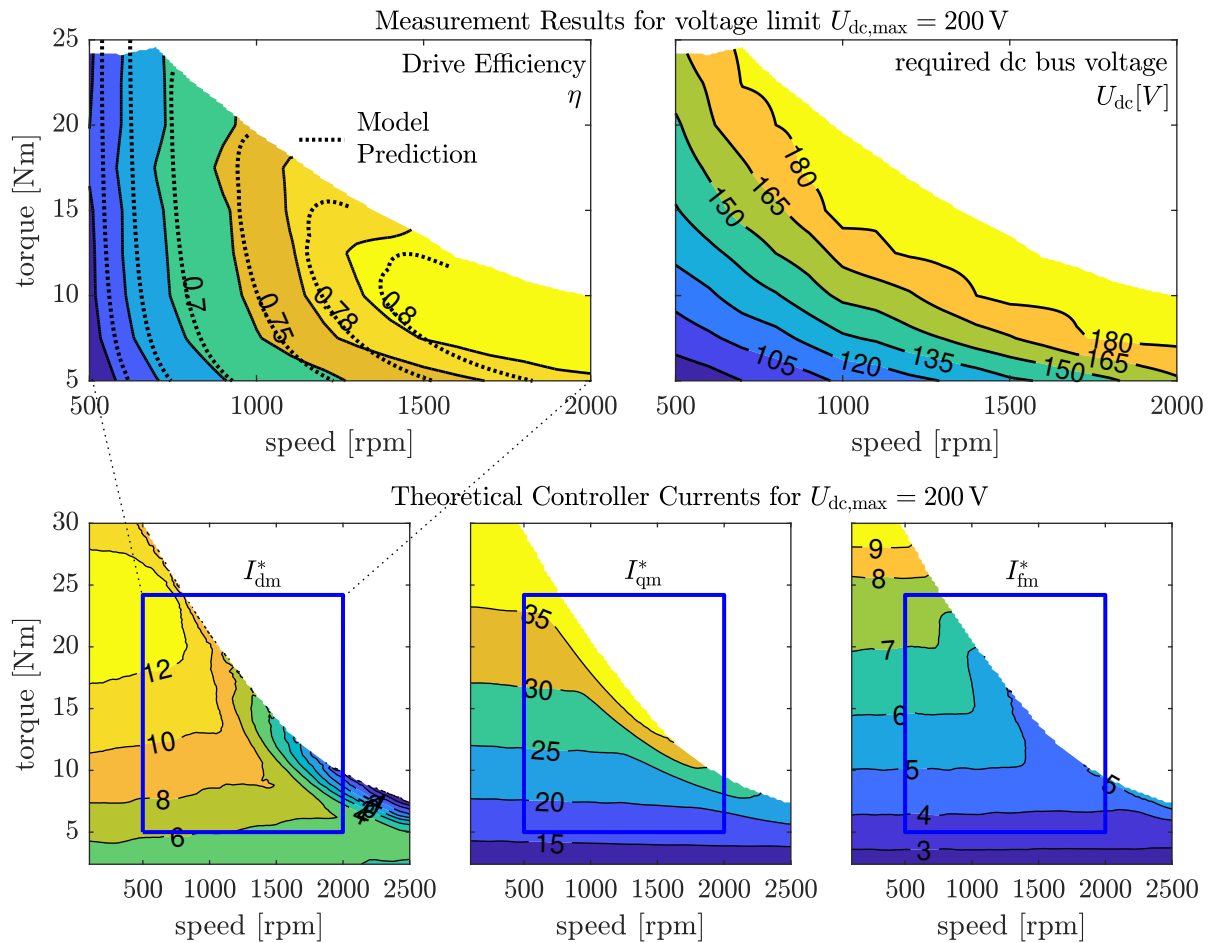 Measurement Results for voltage limit U_dc,max = 200 V
25
20
15
10
5
torque [Nm]
Drive Efficiency
η
Model
Prediction
0.7
0.75
0.78
0.8
500 1000 1500 2000
speed [rpm]
required dc bus voltage
U_dc[V]
180
165
150
180
165
150
135
120
105
500 1000 1500 2000
speed [rpm]
Theoretical Controller Currents for U_dc,max = 200 V
30
25
20
15
10
5
torque [Nm]
I*_dm
12
10
8
6
500 1000 1500 2000 2500
speed [rpm]
I*_qm
35
30
25
20
15
500 1000 1500 2000 2500
speed [rpm]
I*_fm
9
8
7
6
5
5
4
3
500 1000 1500 2000 2500
speed [rpm]